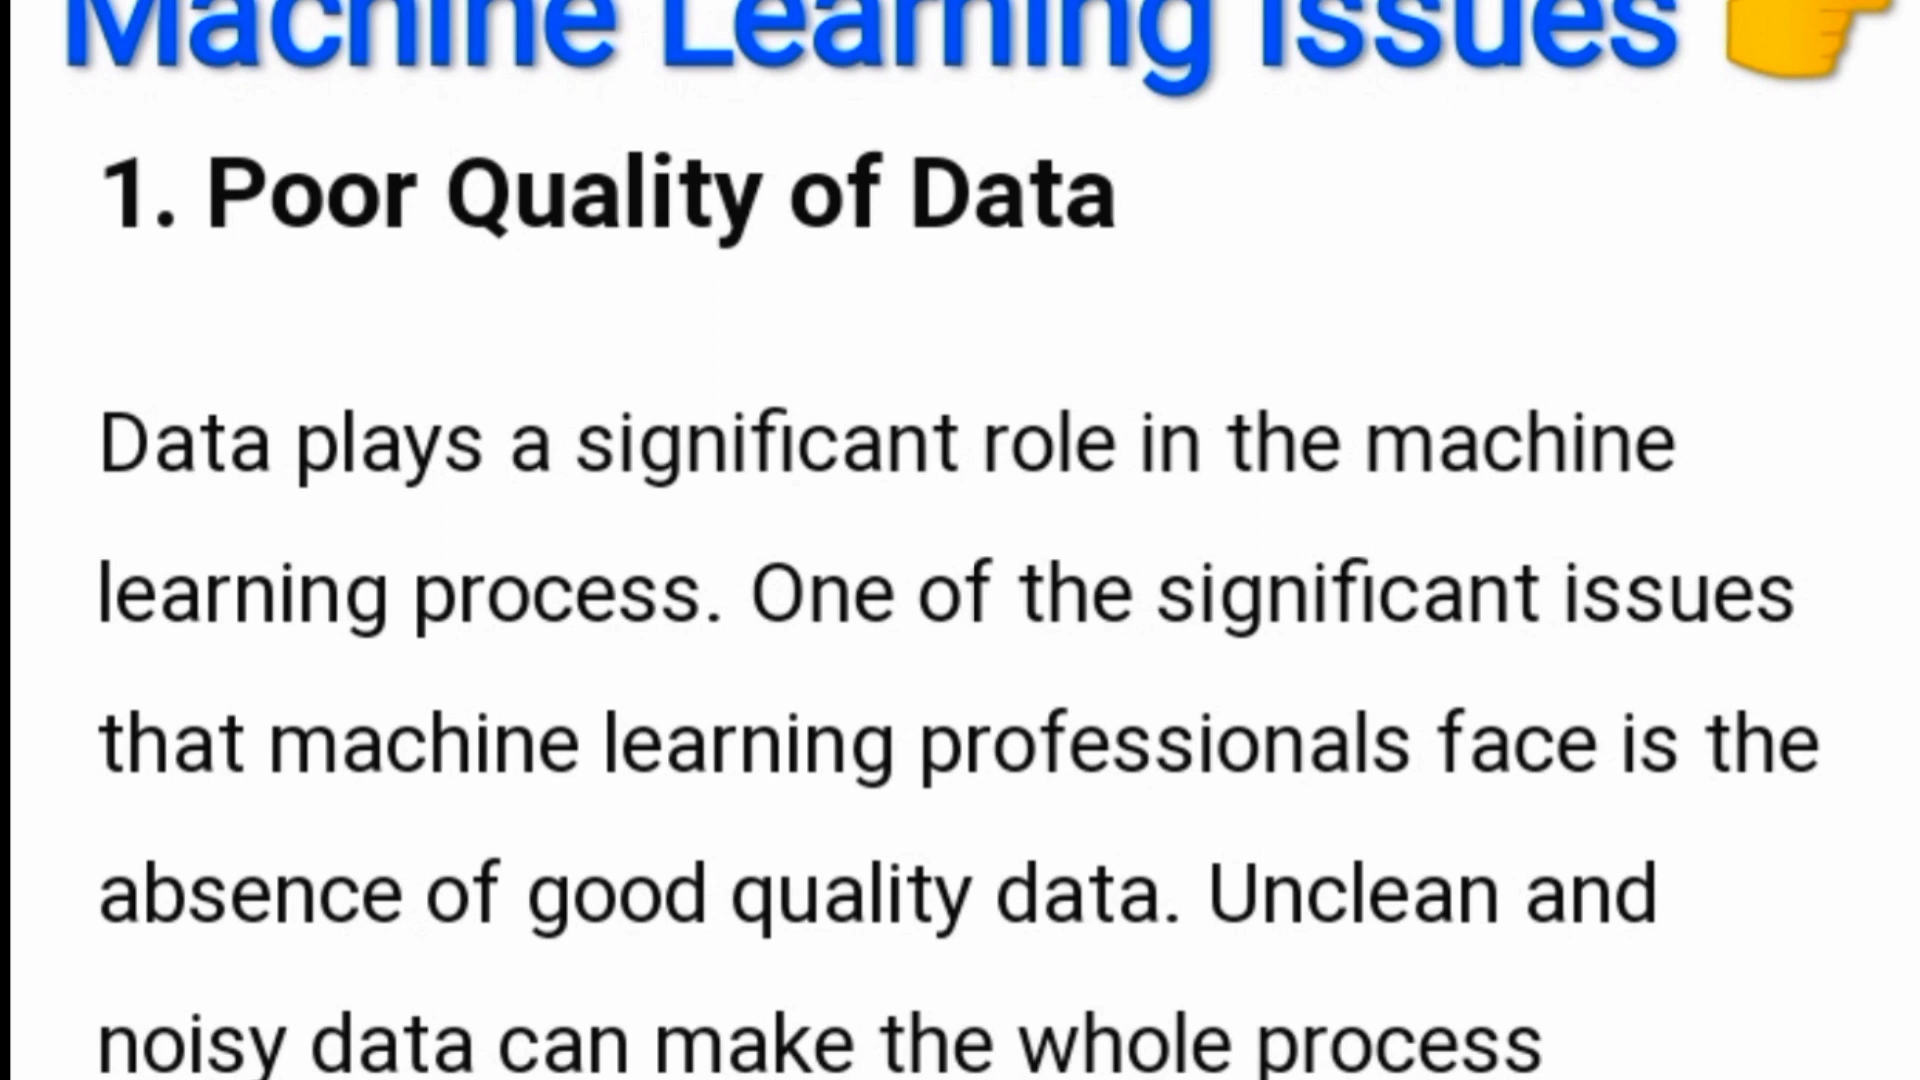 Machine Learning Issues 👉
1. Poor Quality of Data
Data plays a significant role in the machine
learning process. One of the significant issues
that machine learning professionals face is the
absence of good quality data. Unclean and
noisy data can make the whole process